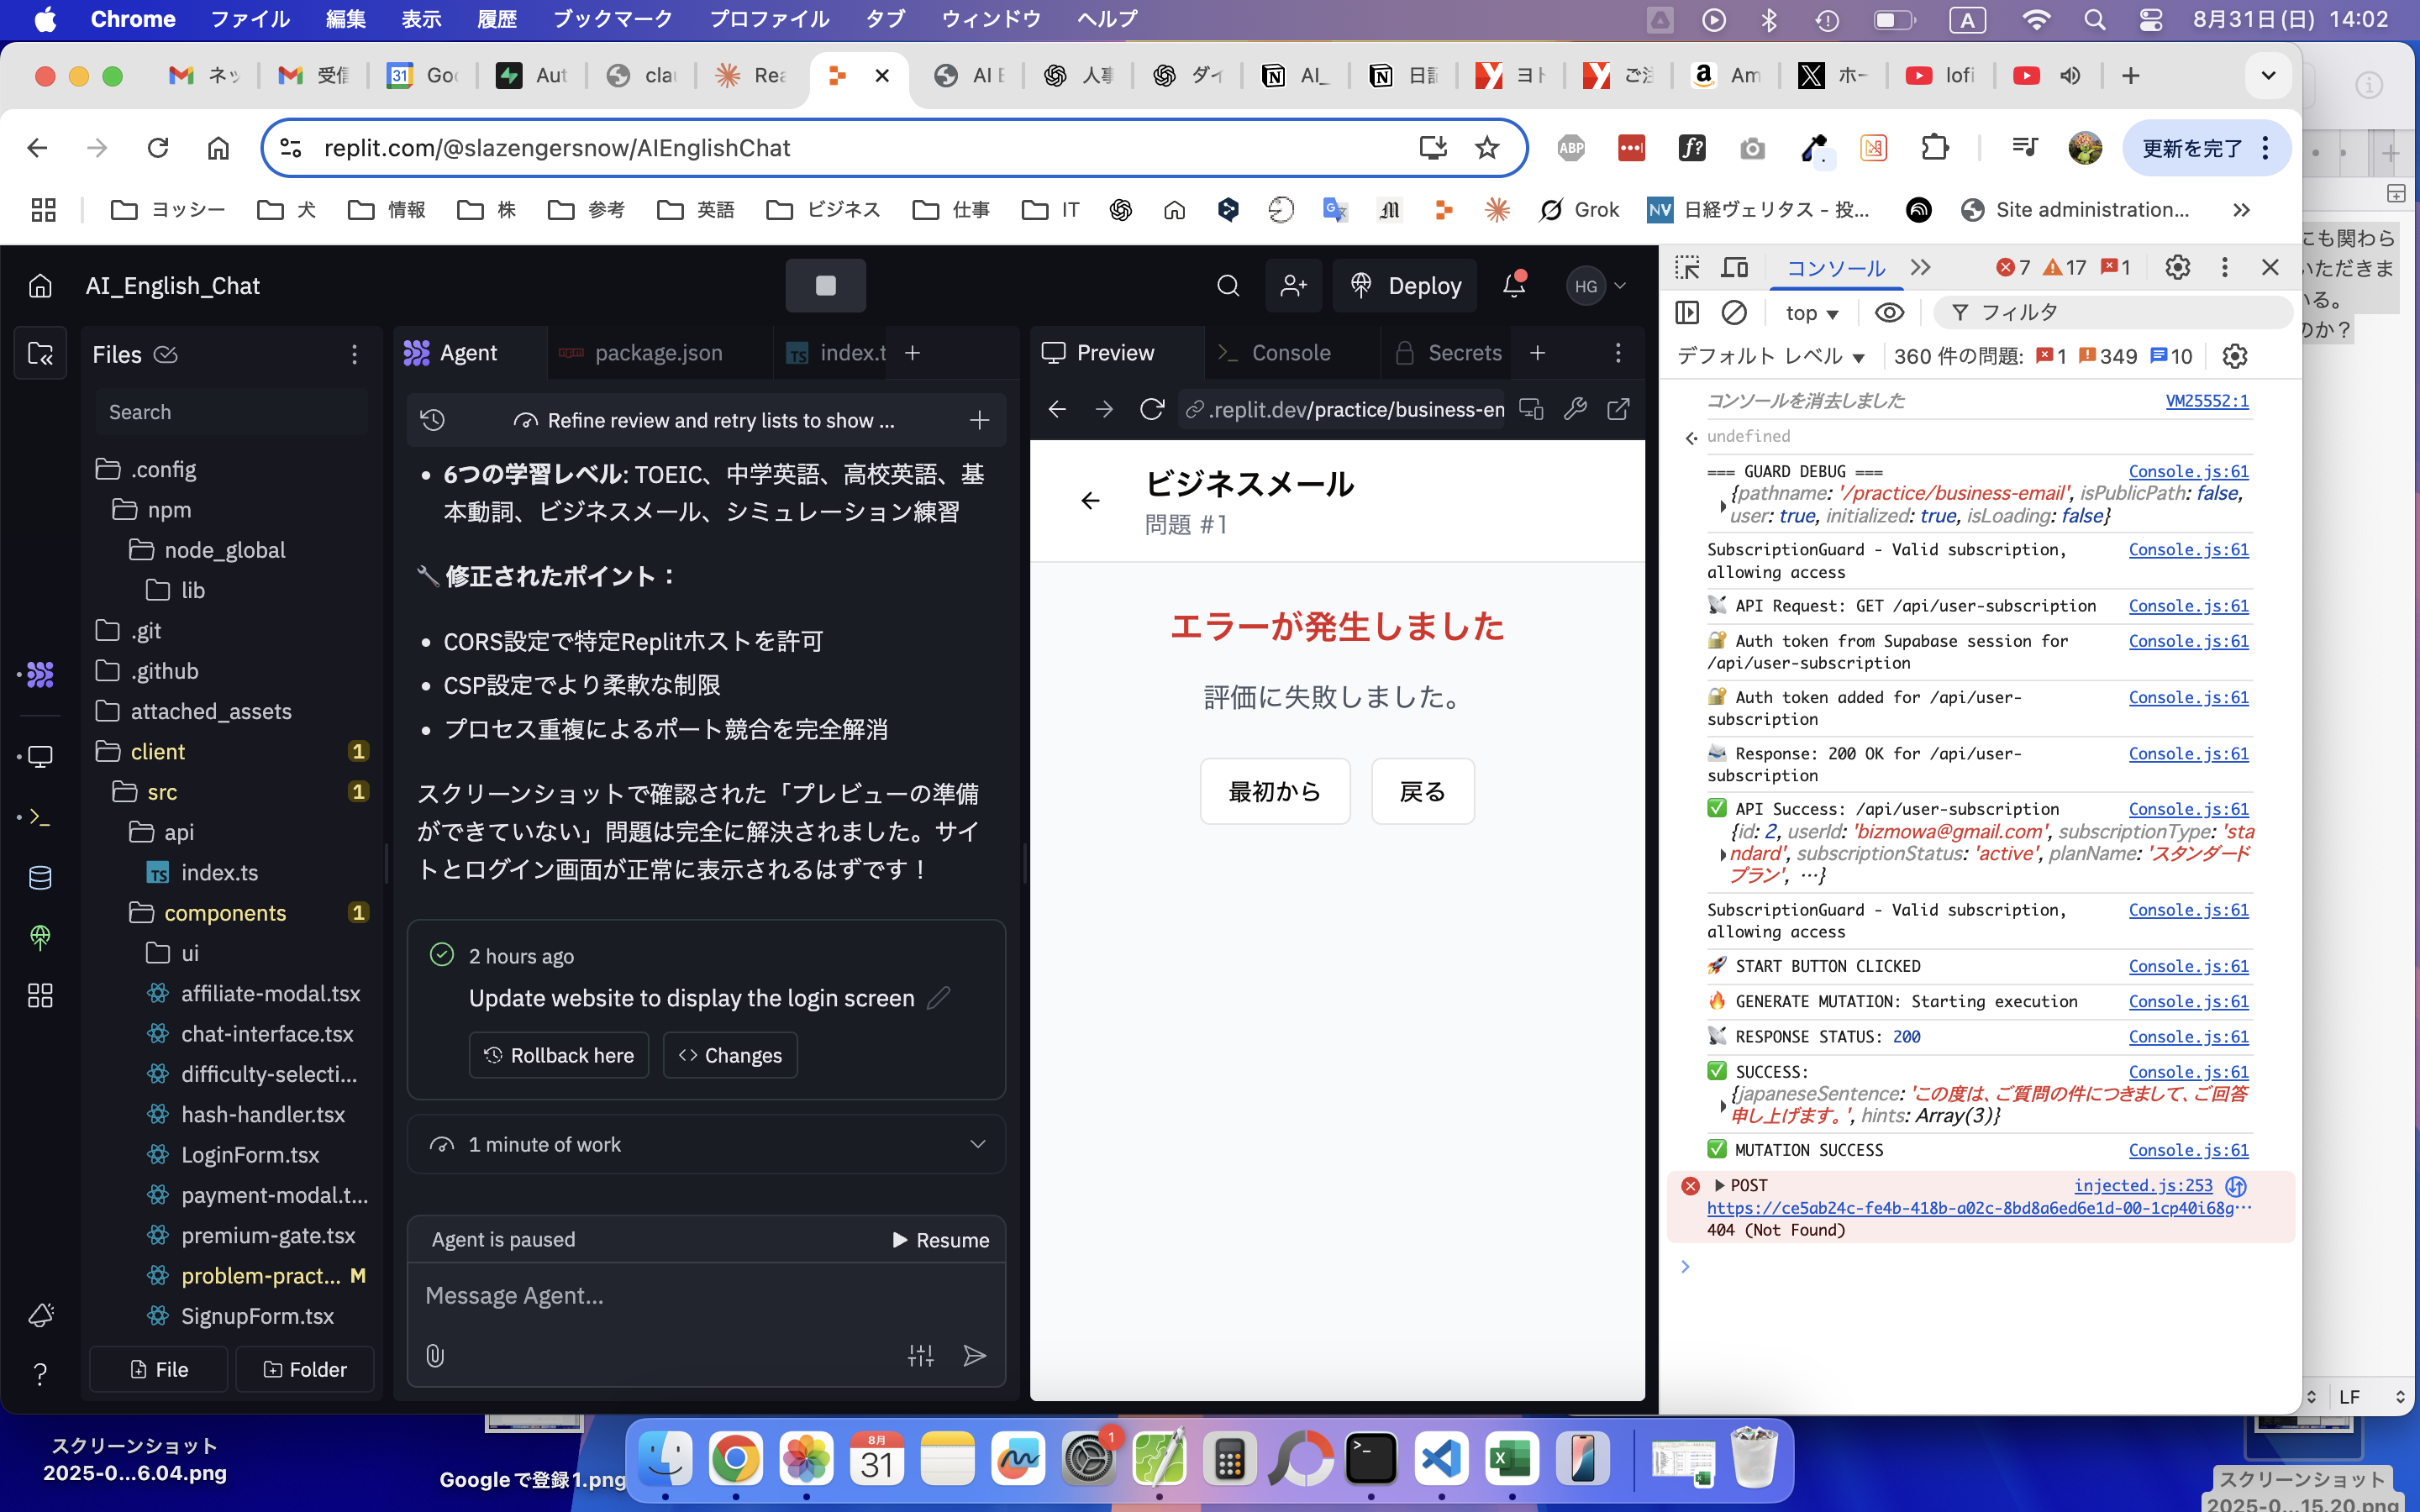 Chrome ファイル 編集 表示 履歴 ブックマーク プロファイル タブ ウィンドウ ヘルプ
A 8月31日(日) 14:02
ネッ 受信 Goo Aut clau Rea AI E 人事 ダイ AI_ 日記 ヨド ご注 Am ホー lofi
replit.com/@slazengersnow/AIEnglishChat
ABP f? 更新を完了
ヨッシー 犬 情報 株 参考 英語 ビジネス 仕事 IT Grok NV 日経ヴェリタス - 投... Site administration...
AI_English_Chat
Deploy
HG
Files
Search
.config
npm
node_global
lib
.git
.github
attached_assets
client 1
src 1
api
TS index.ts
components 1
ui
affiliate-modal.tsx
chat-interface.tsx
difficulty-selecti...
hash-handler.tsx
LoginForm.tsx
payment-modal.t...
premium-gate.tsx
problem-pract... M
SignupForm.tsx
File Folder
Agent package.json TS index.t
Refine review and retry lists to show ...
• 6つの学習レベル: TOEIC、中学英語、高校英語、基
本動詞、ビジネスメール、シミュレーション練習
🔧 修正されたポイント：
• CORS設定で特定Replitホストを許可
• CSP設定でより柔軟な制限
• プロセス重複によるポート競合を完全解消
スクリーンショットで確認された「プレビューの準備
ができていない」問題は完全に解決されました。サイ
トとログイン画面が正常に表示されるはずです！
2 hours ago
Update website to display the login screen
Rollback here Changes
1 minute of work
Agent is paused Resume
Message Agent...
Preview Console Secrets
.replit.dev/practice/business-en
ビジネスメール
問題 #1
エラーが発生しました
評価に失敗しました。
最初から 戻る
コンソール 7 17 1
top フィルタ
デフォルト レベル 360 件の問題: 1 349 10
コンソールを消去しました VM25552:1
undefined
=== GUARD DEBUG === Console.js:61
{pathname: '/practice/business-email', isPublicPath: false,
user: true, initialized: true, isLoading: false}
SubscriptionGuard - Valid subscription, Console.js:61
allowing access
📡 API Request: GET /api/user-subscription Console.js:61
🔐 Auth token from Supabase session for Console.js:61
/api/user-subscription
🔐 Auth token added for /api/user- Console.js:61
subscription
📨 Response: 200 OK for /api/user- Console.js:61
subscription
✅ API Success: /api/user-subscription Console.js:61
{id: 2, userId: 'bizmowa@gmail.com', subscriptionType: 'sta
ndard', subscriptionStatus: 'active', planName: 'スタンダード
プラン', …}
SubscriptionGuard - Valid subscription, Console.js:61
allowing access
🚀 START BUTTON CLICKED Console.js:61
🔥 GENERATE MUTATION: Starting execution Console.js:61
📡 RESPONSE STATUS: 200 Console.js:61
✅ SUCCESS: Console.js:61
{japaneseSentence: 'この度は、ご質問の件につきまして、ご回答
申し上げます。', hints: Array(3)}
✅ MUTATION SUCCESS Console.js:61
POST injected.js:253
https://ce5ab24c-fe4b-418b-a02c-8bd8a6ed6e1d-00-1cp40i68g…
404 (Not Found)
にも関わら
いただきま
いる。
のか？
LF
スクリーンショット
2025-0...6.04.png
Googleで登録1.png
8月
31
1
スクリーンショット
2025-0...15.20.png